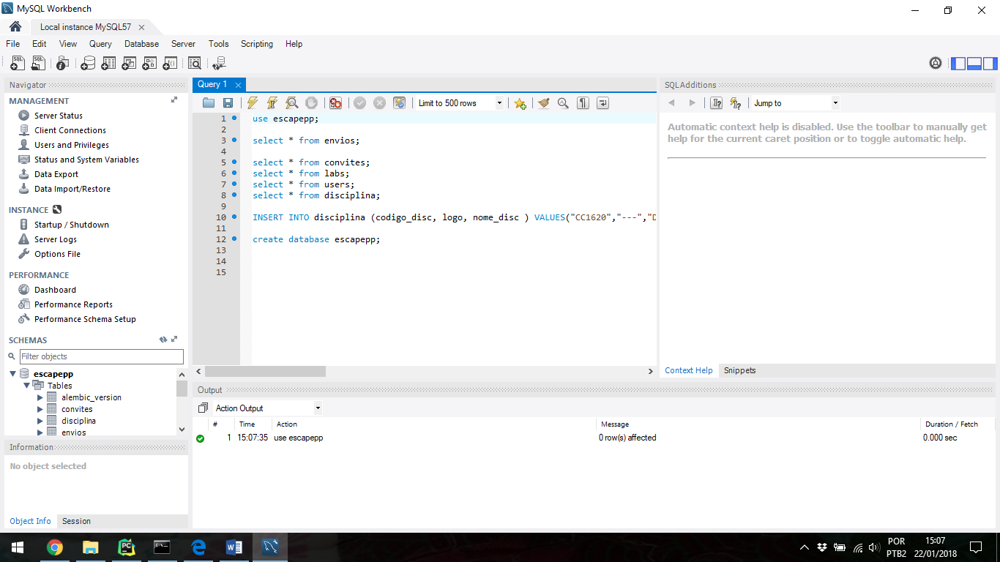 MySQL Workbench
Local instance MySQL57
File Edit View Query Database Server Tools Scripting Help
Navigator
MANAGEMENT
Server Status
Client Connections
Users and Privileges
Status and System Variables
Data Export
Data Import/Restore
INSTANCE
Startup / Shutdown
Server Logs
Options File
PERFORMANCE
Dashboard
Performance Reports
Performance Schema Setup
SCHEMAS
Filter objects
escapepp
Tables
alembic_version
convites
disciplina
envios
Information
No object selected
Object Info Session
Query 1
Limit to 500 rows
1 use escapepp;
2
3 select * from envios;
4
5 select * from convites;
6 select * from labs;
7 select * from users;
8 select * from disciplina;
9
10 INSERT INTO disciplina (codigo_disc, logo, nome_disc ) VALUES("CC1620","---","D
11
12 create database escapepp;
13
14
15
SQLAdditions
Jump to
Automatic context help is disabled. Use the toolbar to manually get
help for the current caret position or to toggle automatic help.
Context Help Snippets
Output
Action Output
# Time Action Message Duration / Fetch
1 15:07:35 use escapepp 0 row(s) affected 0.000 sec
POR
PTB2
15:07
22/01/2018